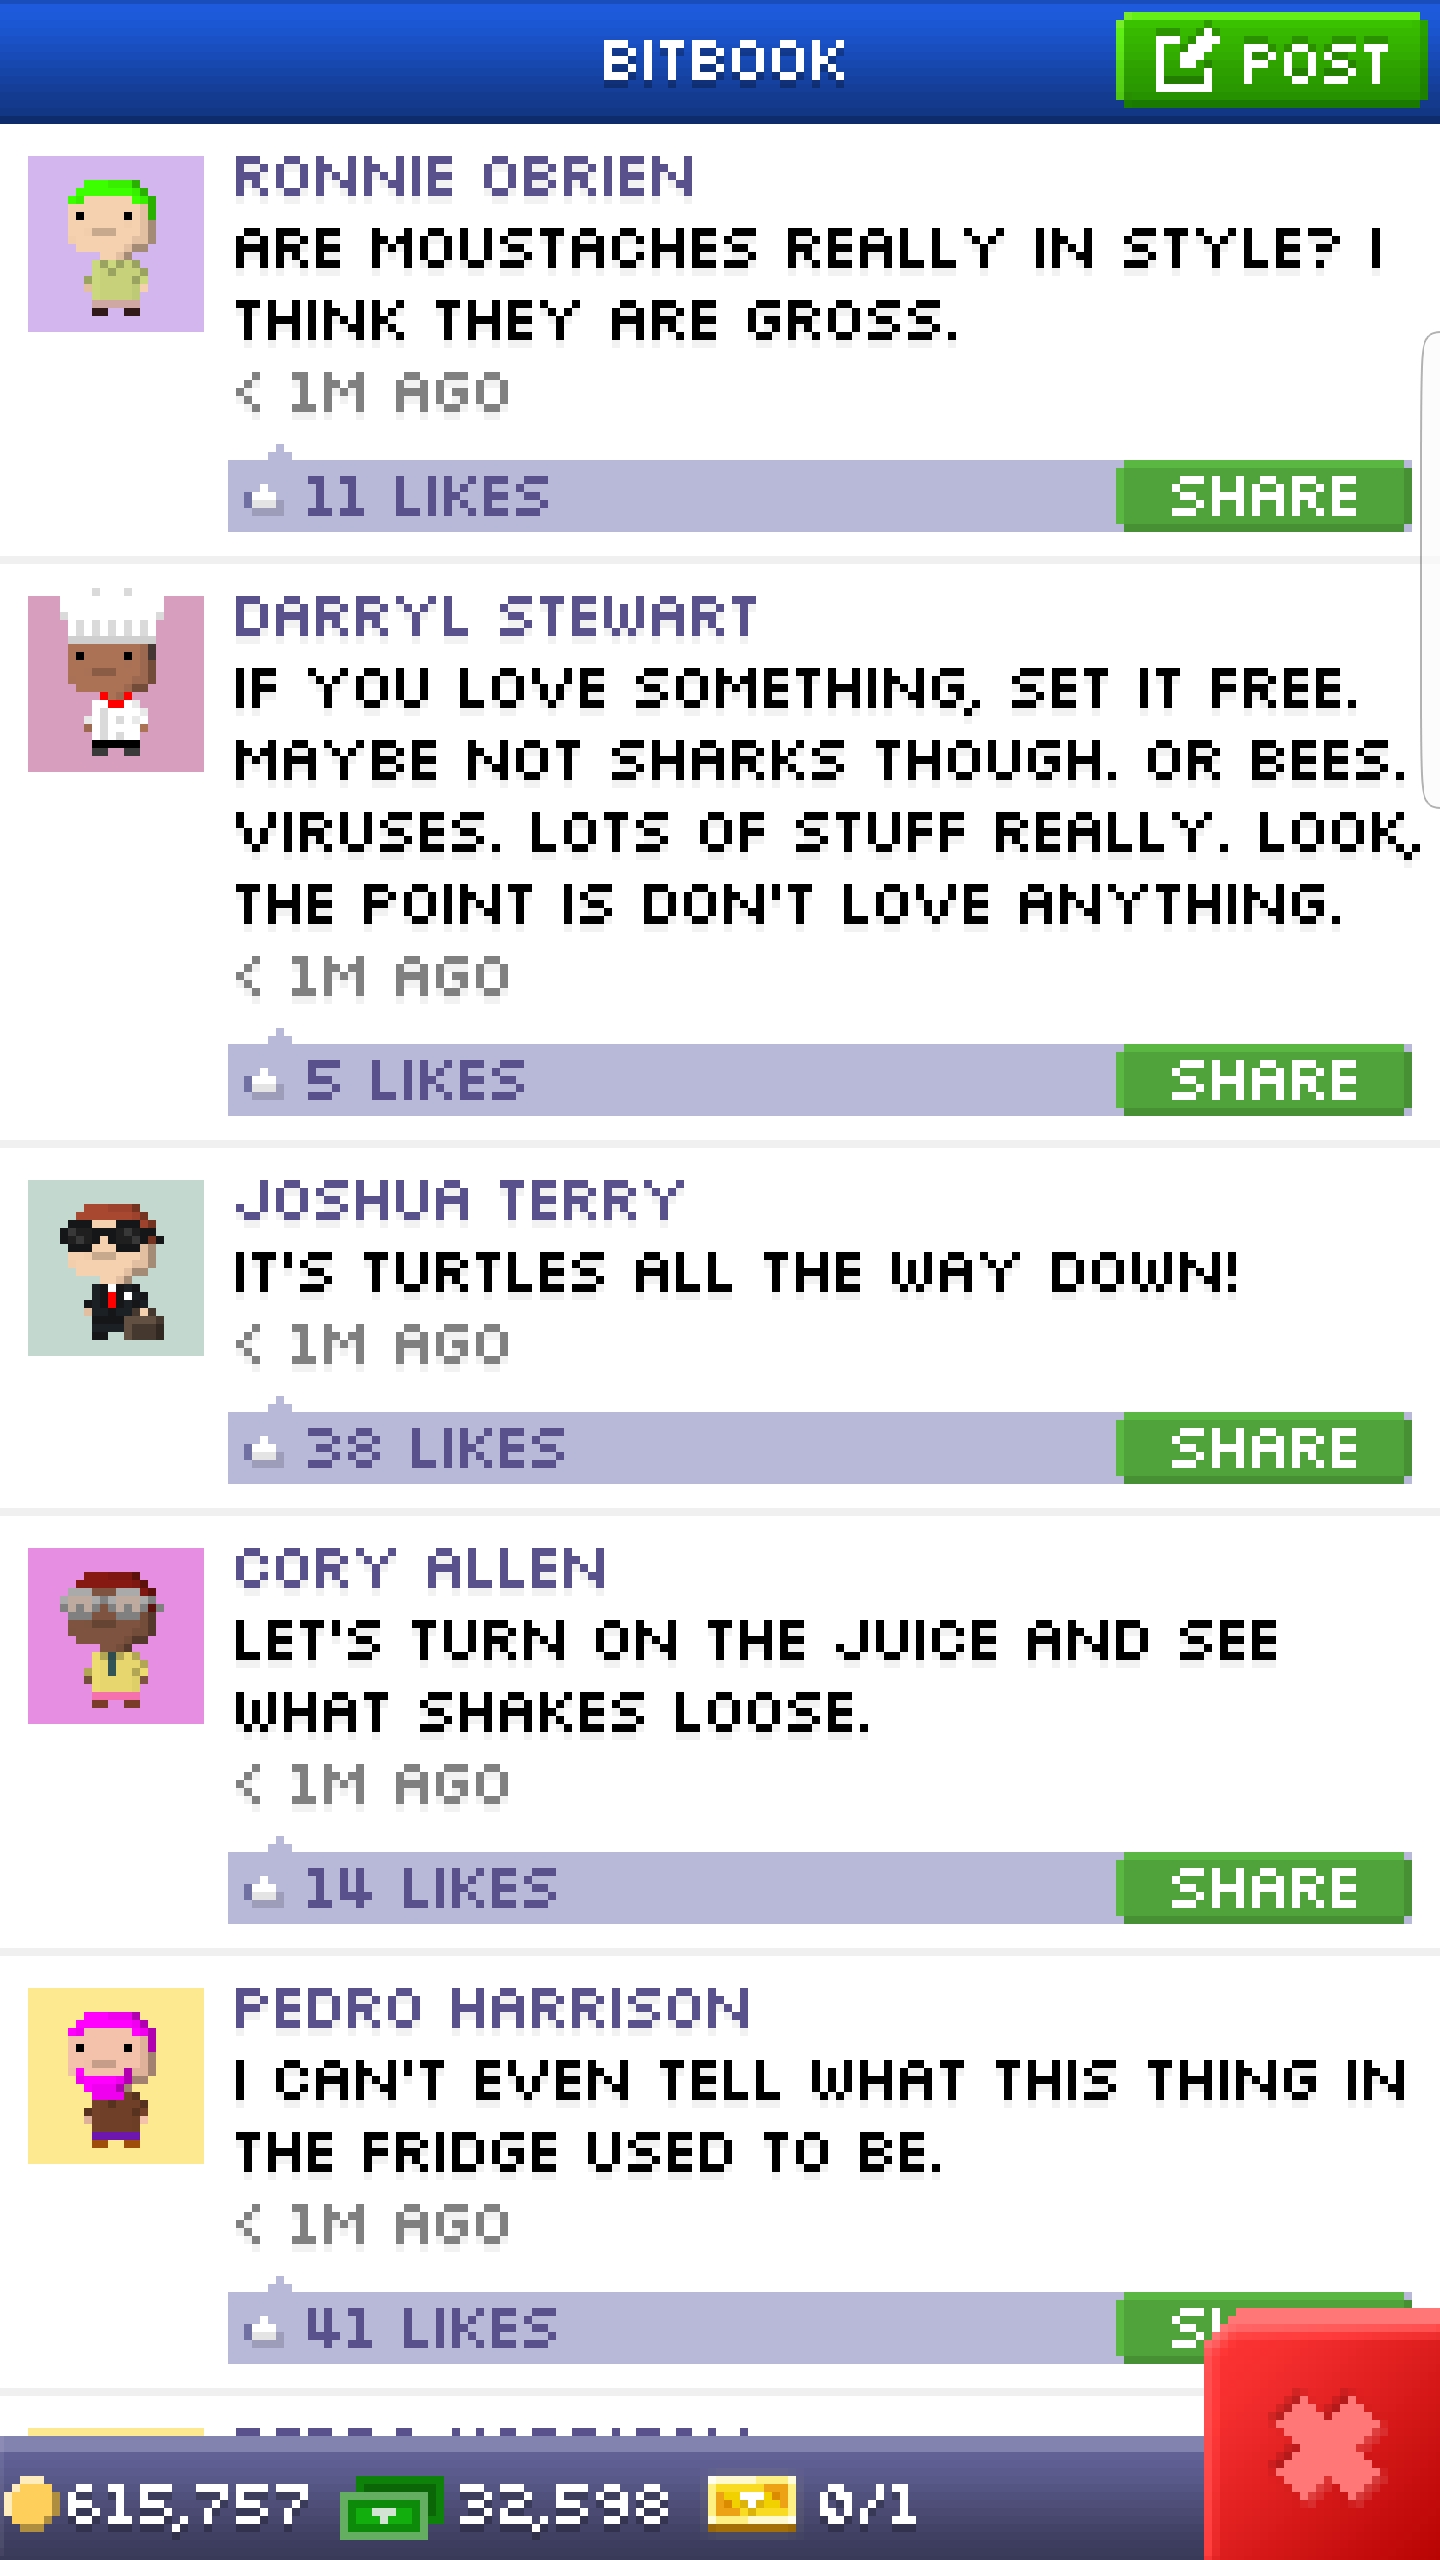 BITBOOK
POST
RONNIE OBRIEN
ARE MOUSTACHES REALLY IN STYLE? I
THINK THEY ARE GROSS.
< 1M AGO
11 LIKES
SHARE
DARRYL STEWART
IF YOU LOVE SOMETHING, SET IT FREE.
MAYBE NOT SHARKS THOUGH. OR BEES.
VIRUSES. LOTS OF STUFF REALLY. LOOK,
THE POINT IS DON'T LOVE ANYTHING.
< 1M AGO
5 LIKES
SHARE
JOSHUA TERRY
IT'S TURTLES ALL THE WAY DOWN!
< 1M AGO
38 LIKES
SHARE
CORY ALLEN
LET'S TURN ON THE JUICE AND SEE
WHAT SHAKES LOOSE.
< 1M AGO
14 LIKES
SHARE
PEDRO HARRISON
I CAN'T EVEN TELL WHAT THIS THING IN
THE FRIDGE USED TO BE.
< 1M AGO
41 LIKES
615,757 32,598 0/1